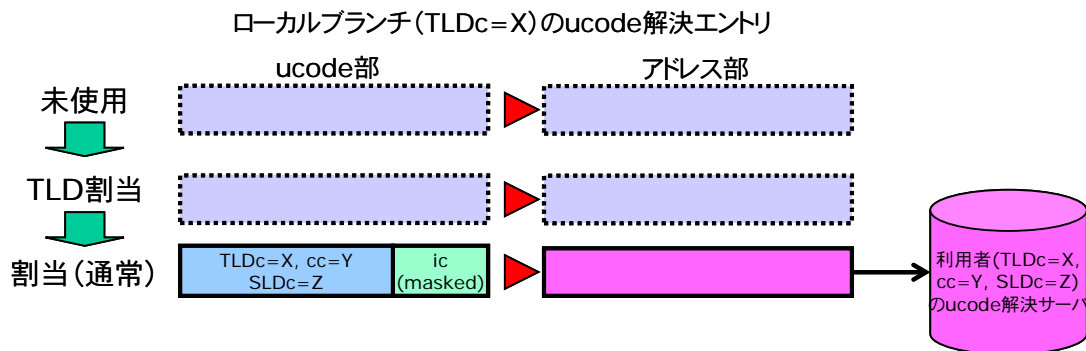 ローカルブランチ(TLDc=X)のucode解決エントリ
ucode部
アドレス部
未使用
TLD割当
割当(通常)
TLDc=X, cc=Y
SLDc=Z
ic
(masked)
利用者(TLDc=X,
cc=Y, SLDc=Z)
のucode解決サーバ